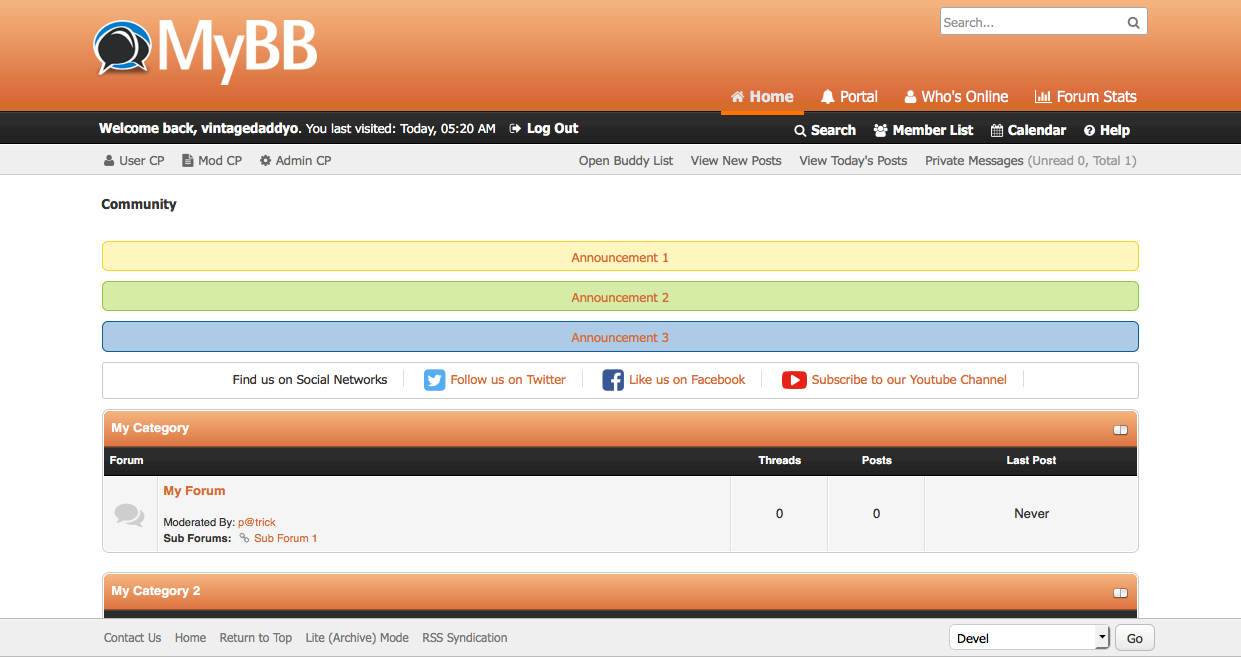 MyBB
Search...
Home Portal Who's Online Forum Stats
Welcome back, vintagedaddyo. You last visited: Today, 05:20 AM Log Out Search Member List Calendar Help
User CP Mod CP Admin CP Open Buddy List View New Posts View Today's Posts Private Messages (Unread 0, Total 1)
Community
Announcement 1
Announcement 2
Announcement 3
Find us on Social Networks Follow us on Twitter Like us on Facebook Subscribe to our Youtube Channel
My Category
Forum Threads Posts Last Post
My Forum
0 0 Never
Moderated By: p@trick
Sub Forums: Sub Forum 1
My Category 2
Contact Us Home Return to Top Lite (Archive) Mode RSS Syndication Devel Go